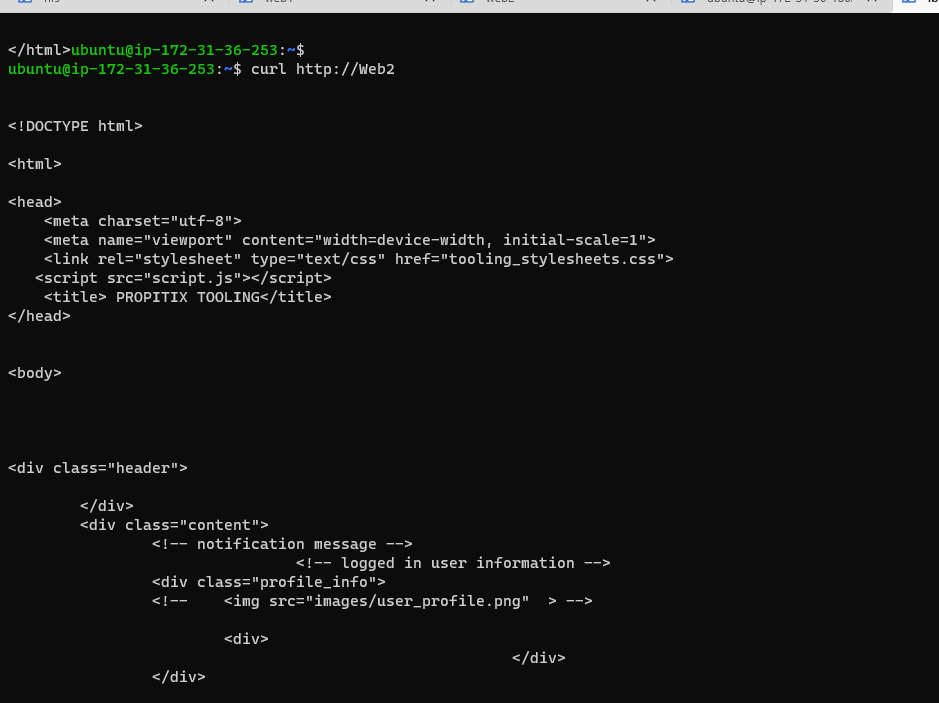 </html>ubuntu@ip-172-31-36-253:~$
ubuntu@ip-172-31-36-253:~$ curl http://Web2
<!DOCTYPE html>
<html>
<head>
    <meta charset="utf-8">
    <meta name="viewport" content="width=device-width, initial-scale=1">
    <link rel="stylesheet" type="text/css" href="tooling_stylesheets.css">
   <script src="script.js"></script>
    <title> PROPITIX TOOLING</title>
</head>
<body>
<div class="header">
        </div>
        <div class="content">
                <!-- notification message -->
                                <!-- logged in user information -->
                <div class="profile_info">
                <!--    <img src="images/user_profile.png"  > -->
                        <div>
                                                        </div>
                </div>